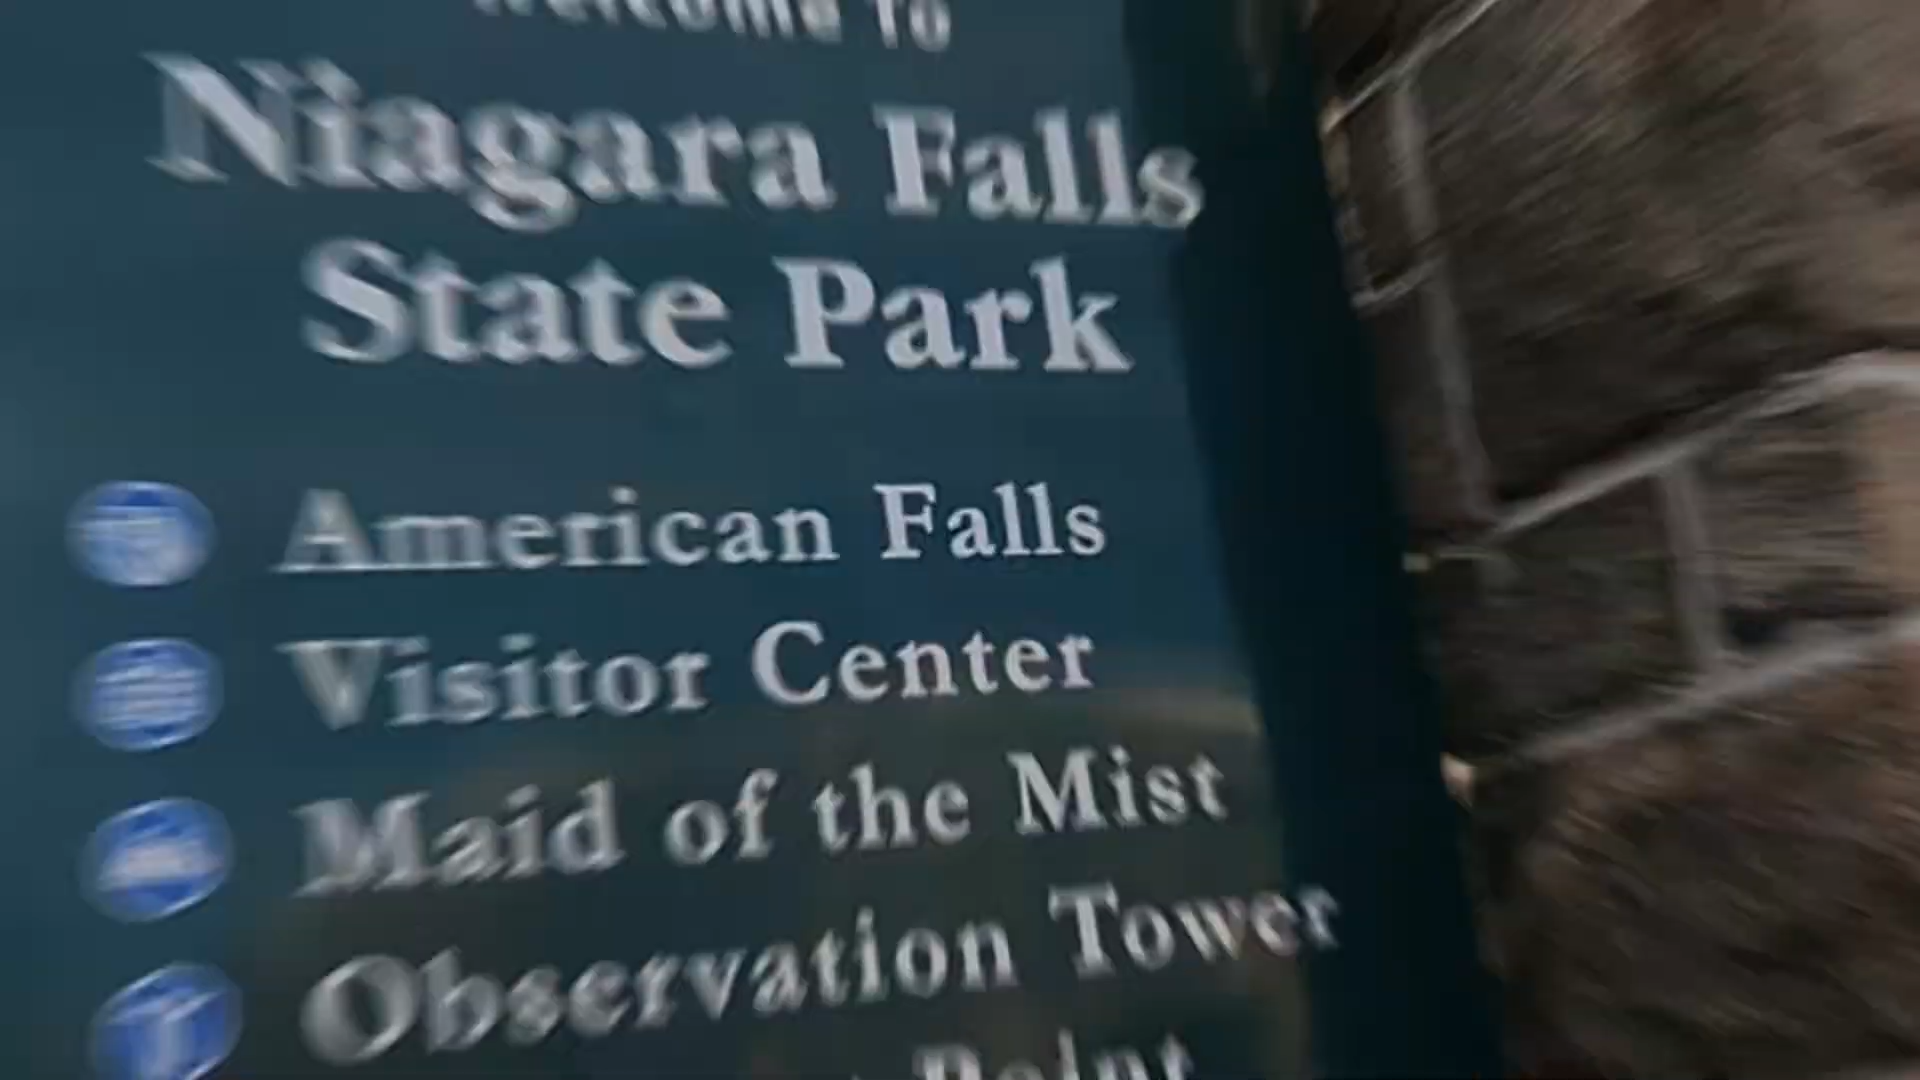 Welcome To
Niagara Falls
State Park
American Falls
Visitor Center
Maid of the Mist
Observation Tower
Point